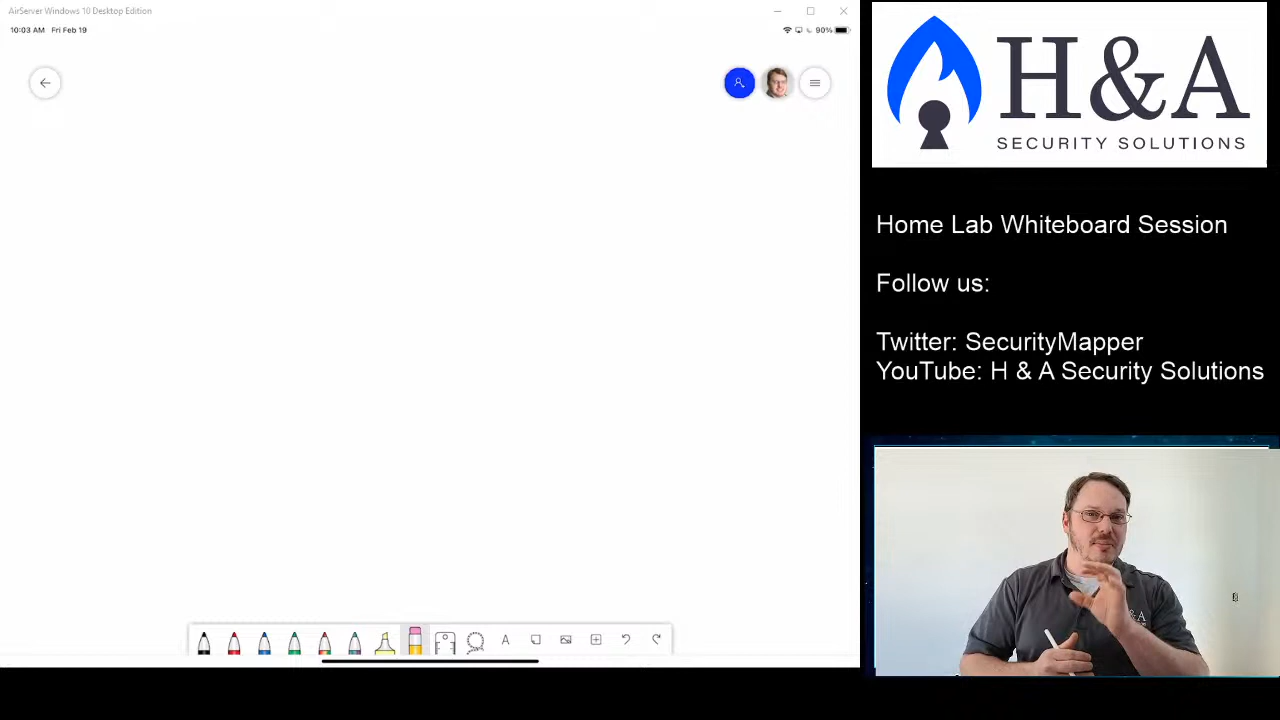 AirServer Windows 10 Desktop Edition
10:03 AM Fri Feb 19
90%
A
H&A
SECURITY SOLUTIONS
Home Lab Whiteboard Session
Follow us:
Twitter: SecurityMapper
YouTube: H & A Security Solutions